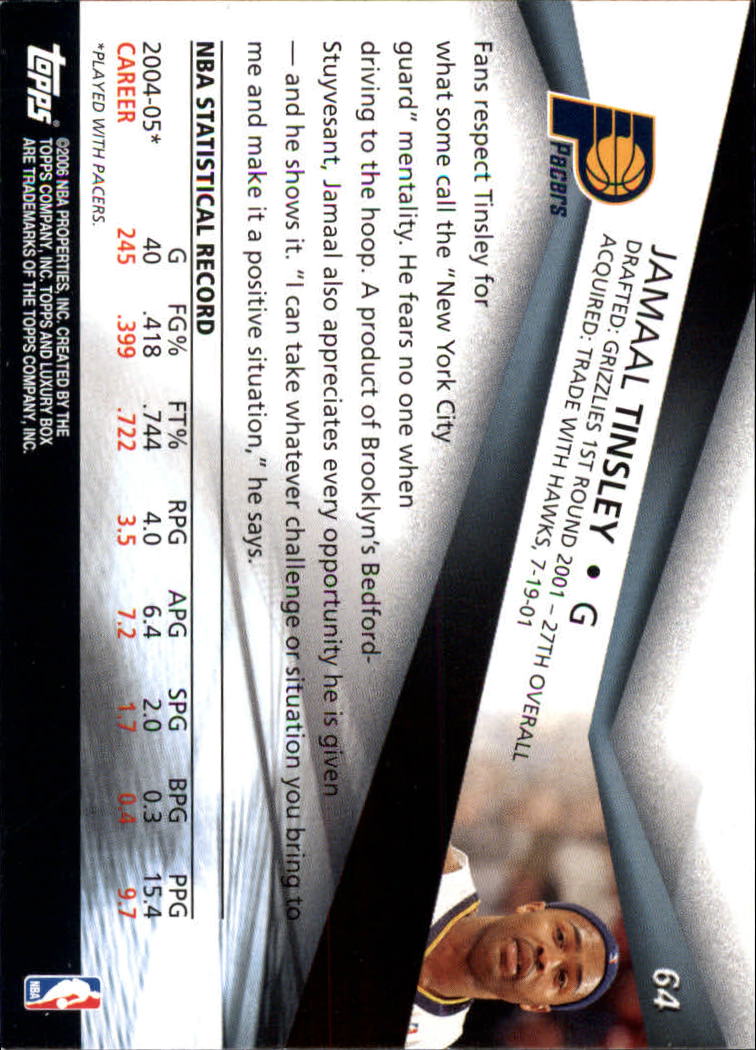 64
Pacers
JAMAAL TINSLEY • G
DRAFTED: GRIZZLIES 1ST ROUND 2001 – 27TH OVERALL
ACQUIRED: TRADE WITH HAWKS, 7-19-01
Fans respect Tinsley for
what some call the "New York City
guard" mentality. He fears no one when
driving to the hoop. A product of Brooklyn's Bedford-
Stuyvesant, Jamaal also appreciates every opportunity he is given
— and he shows it. "I can take whatever challenge or situation you bring to
me and make it a positive situation," he says.
NBA STATISTICAL RECORD
G FG% FT% RPG APG SPG BPG PPG
2004-05* 40 .418 .744 4.0 6.4 2.0 0.3 15.4
CAREER 245 .399 .722 3.5 7.2 1.7 0.4 9.7
*PLAYED WITH PACERS.
topps®
©2006 NBA PROPERTIES, INC. CREATED BY THE
TOPPS COMPANY, INC. TOPPS AND LUXURY BOX
ARE TRADEMARKS OF THE TOPPS COMPANY, INC.
NBA